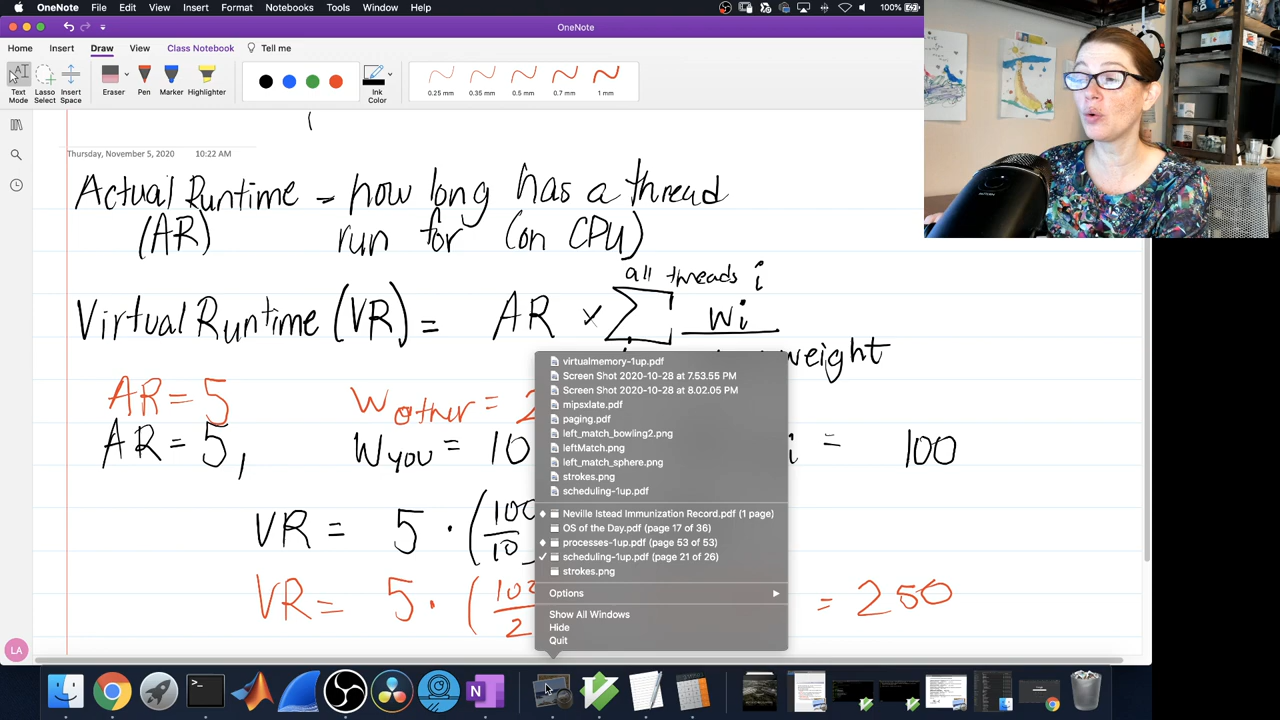 OneNote File Edit View Insert Format Notebooks Tools Window Help 100%
OneNote
Home Insert Draw View Class Notebook Tell me
Text Mode
Lasso Select
Insert Space
Eraser
Pen
Marker
Highlighter
Ink Color
0.25 mm 0.35 mm 0.5 mm 0.7 mm 1 mm
Thursday, November 5, 2020 10:22 AM
Actual Runtime - how long has a thread
(AR) run for (on CPU)
all threads i
Virtual Runtime (VR) = AR × Σ wi
weight
AR = 5 Wother = 2
AR = 5, Wyou = 10 i = 100
VR = 5 · (100
10
VR = 5 · (100
2
= 250
virtualmemory-1up.pdf
Screen Shot 2020-10-28 at 7.53.55 PM
Screen Shot 2020-10-28 at 8.02.05 PM
mipsxlate.pdf
paging.pdf
left_match_bowling2.png
leftMatch.png
left_match_sphere.png
strokes.png
scheduling-1up.pdf
Neville Istead Immunization Record.pdf (1 page)
OS of the Day.pdf (page 17 of 36)
processes-1up.pdf (page 53 of 53)
✓ scheduling-1up.pdf (page 21 of 26)
strokes.png
Options
Show All Windows
Hide
Quit
LA